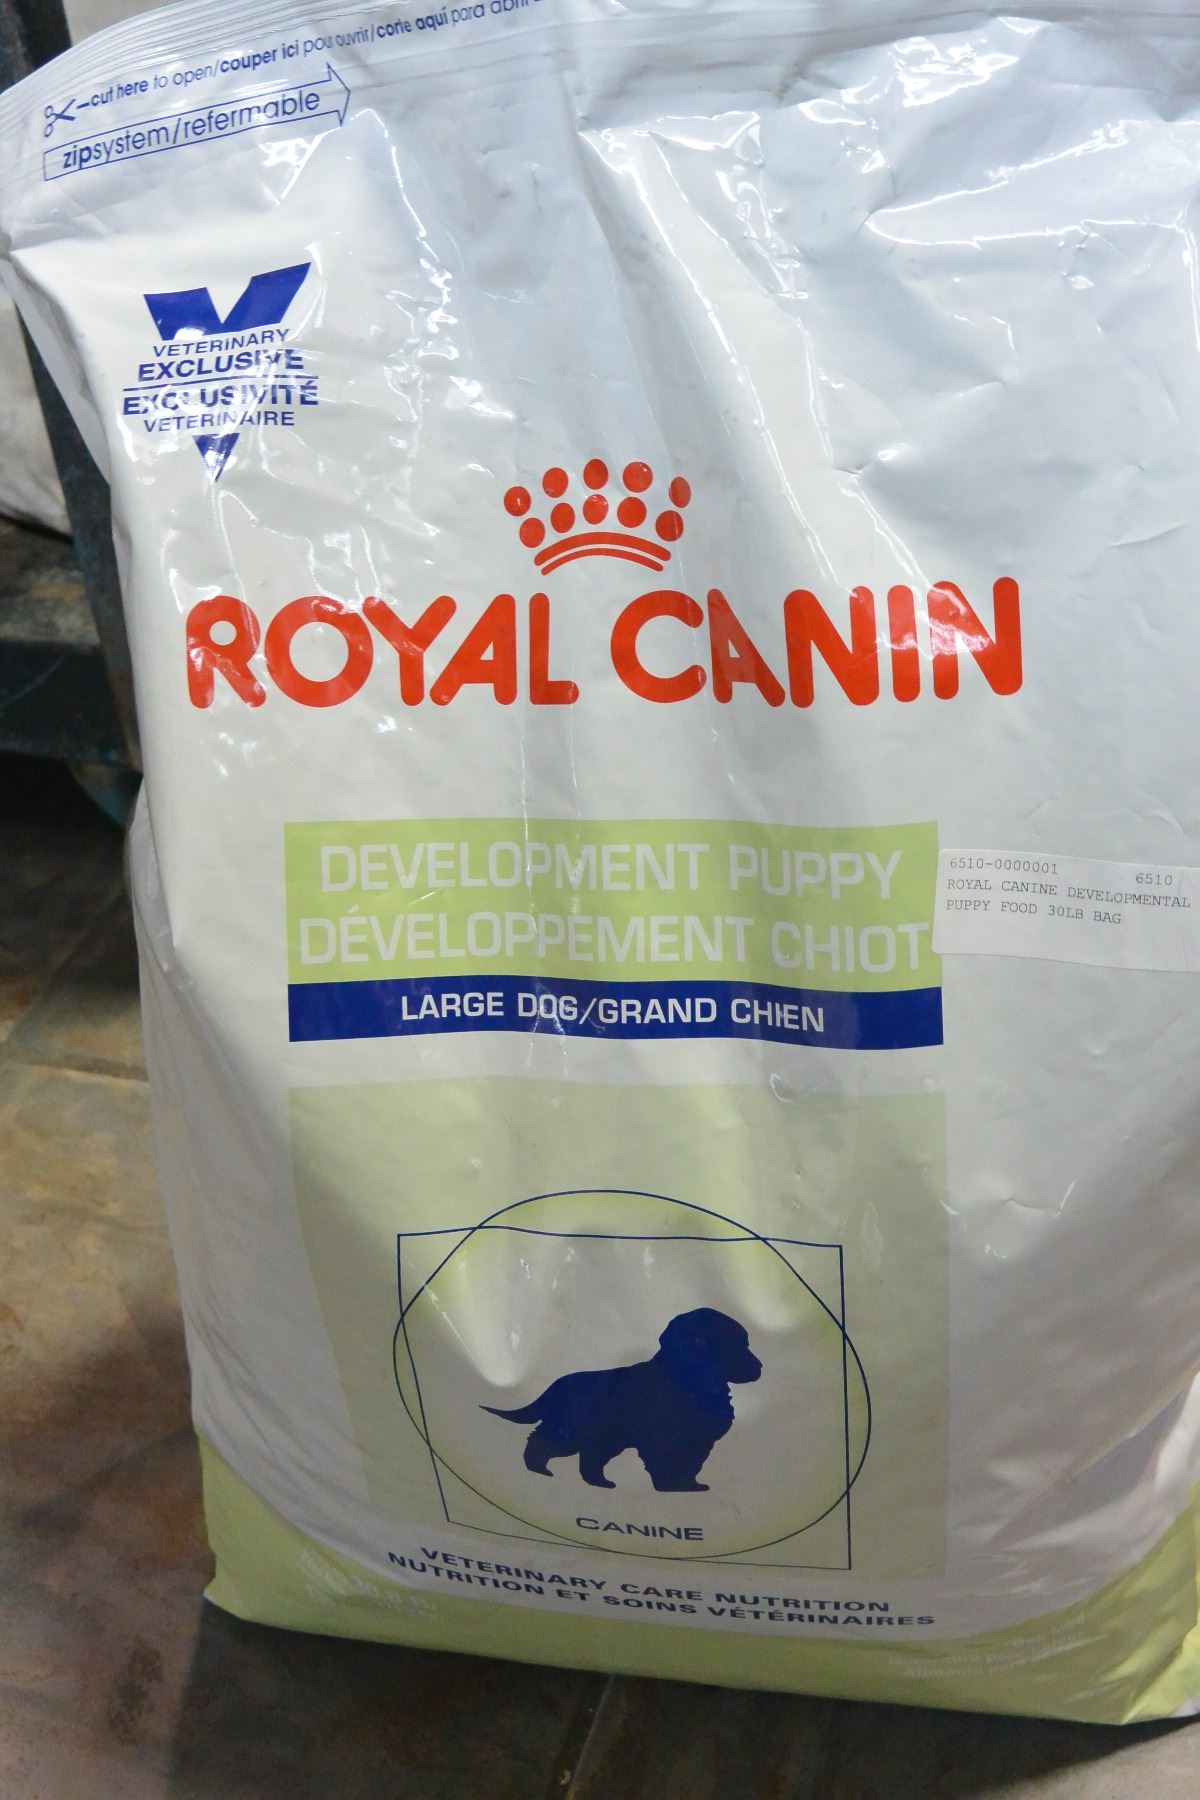 cut here to open/couper ici pour ouvrir/corte aquí para abrir
zipsystem/refermable
VETERINARY
EXCLUSIVE
EXCLUSIVITÉ
VETERINAIRE
ROYAL CANIN
DEVELOPMENT PUPPY
DÉVELOPPEMENT CHIOT
LARGE DOG/GRAND CHIEN
6510-0000001 6510
ROYAL CANINE DEVELOPMENTAL
PUPPY FOOD 30LB BAG
CANINE
VETERINARY CARE NUTRITION
NUTRITION ET SOINS VÉTÉRINAIRES
Dog food